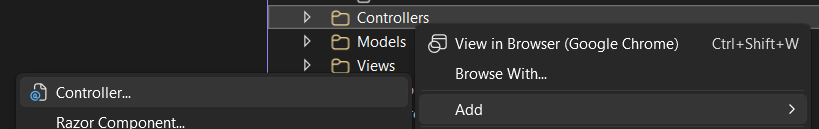 Controllers
Models
Views
View in Browser (Google Chrome) Ctrl+Shift+W
Browse With...
Add
Controller...
Razor Component...